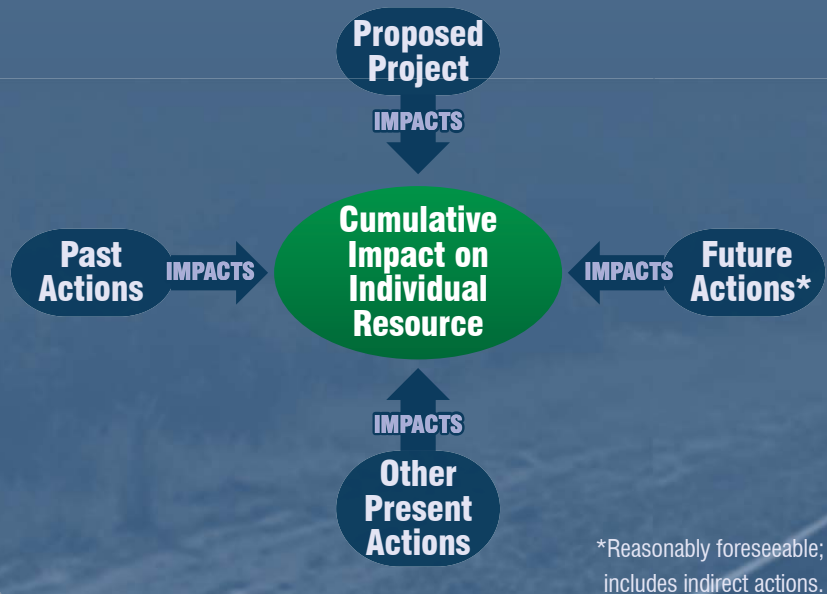 Proposed
Project
IMPACTS
Past
Actions
IMPACTS
Cumulative
Impact on
Individual
Resource
IMPACTS
Future
Actions*
IMPACTS
Other
Present
Actions
*Reasonably foreseeable;
includes indirect actions.